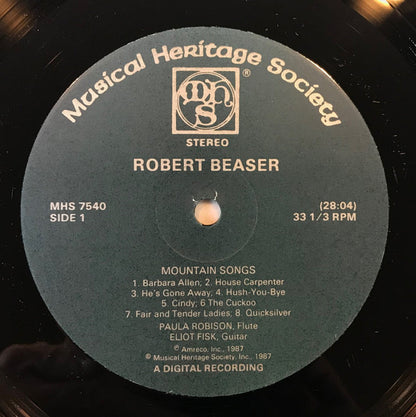 Musical Heritage Society
mhs
®
STEREO
ROBERT BEASER
MHS 7540
(28:04)
SIDE 1
33 1/3 RPM
MOUNTAIN SONGS
1. Barbara Allen; 2. House Carpenter
3. He's Gone Away; 4. Hush-You-Bye
5. Cindy; 6 The Cuckoo
7. Fair and Tender Ladies; 8. Quicksilver
PAULA ROBISON, Flute
ELIOT FISK, Guitar
℗ Amreco, Inc., 1987
© Musical Heritage Society, Inc., 1987
A DIGITAL RECORDING